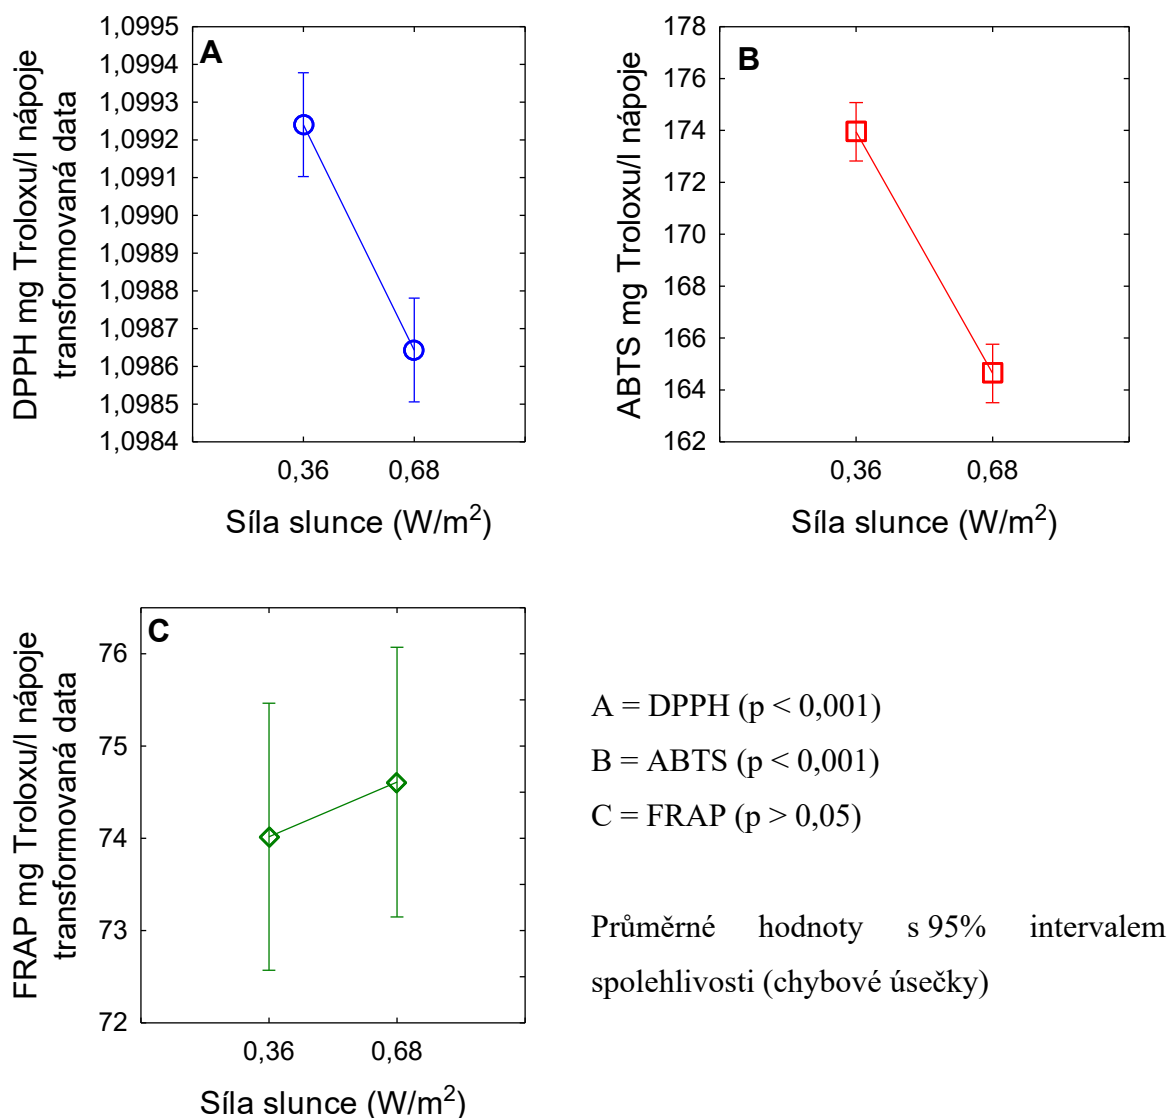 A
DPPH mg Troloxu/l nápoje
transformovaná data
1,0995
1,0994
1,0993
1,0992
1,0991
1,0990
1,0989
1,0988
1,0987
1,0986
1,0985
1,0984
0,36 0,68
Síla slunce (W/m²)
B
ABTS mg Troloxu/l nápoje
178
176
174
172
170
168
166
164
162
0,36 0,68
Síla slunce (W/m²)
C
FRAP mg Troloxu/l nápoje
transformovaná data
76
75
74
73
72
0,36 0,68
Síla slunce (W/m²)
A = DPPH (p < 0,001)
B = ABTS (p < 0,001)
C = FRAP (p > 0,05)
Průměrné hodnoty s 95% intervalem
spolehlivosti (chybové úsečky)